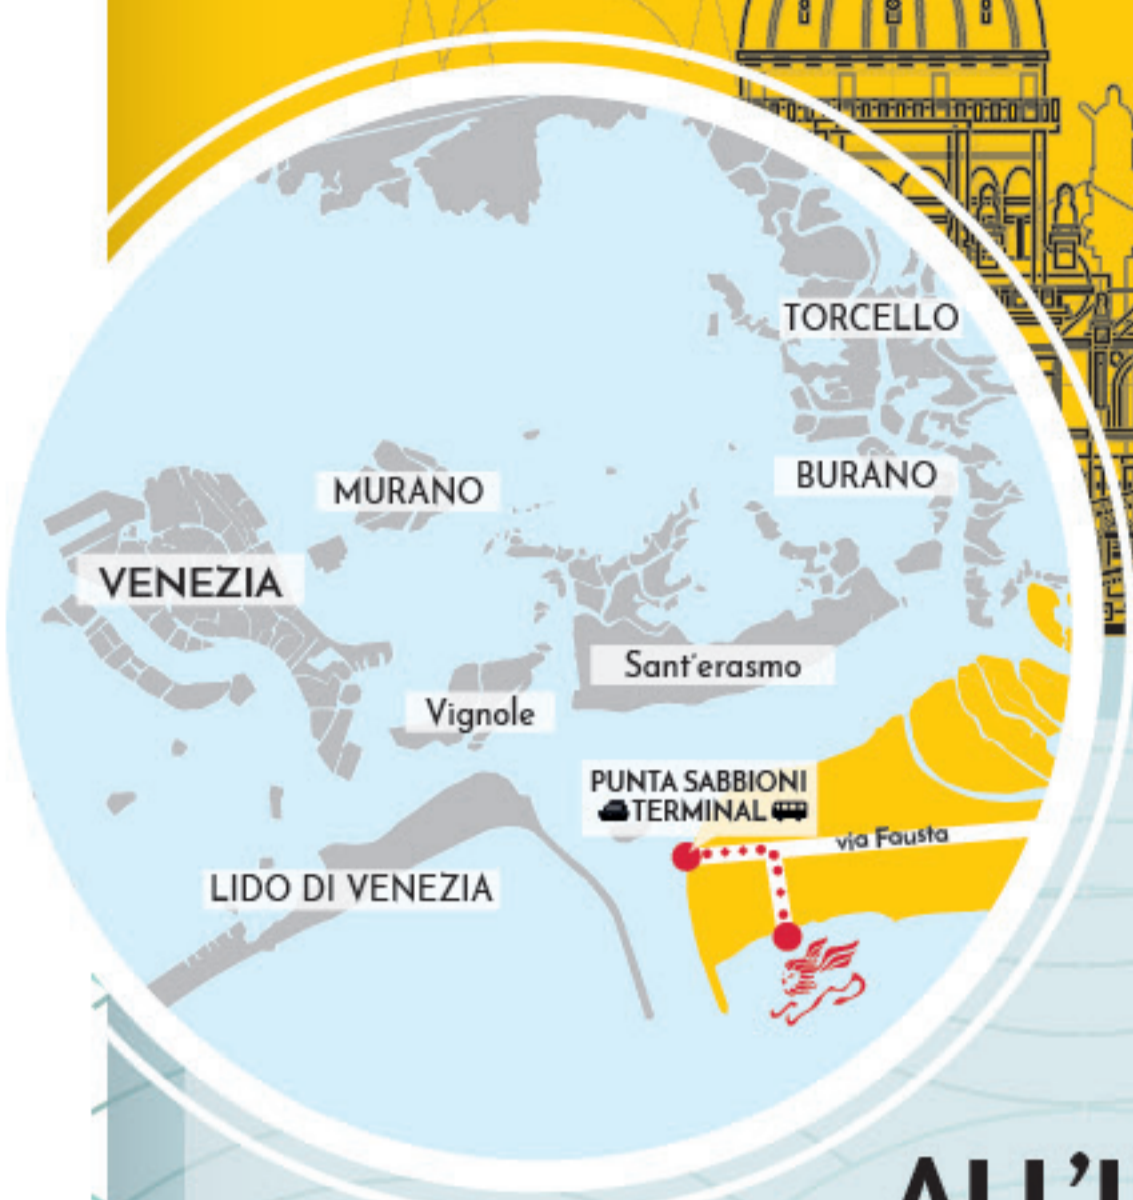 TORCELLO
BURANO
MURANO
VENEZIA
Sant'erasmo
Vignole
PUNTA SABBIONI
TERMINAL
via Fausta
LIDO DI VENEZIA